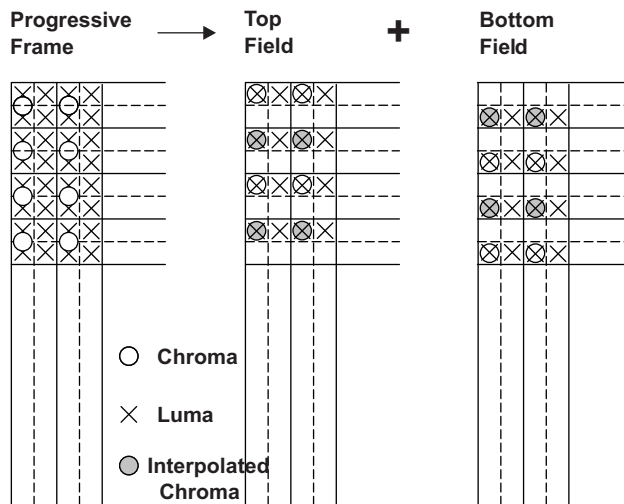 Progressive
Frame
Top
Field
+
Bottom
Field
Chroma
Luma
Interpolated
Chroma